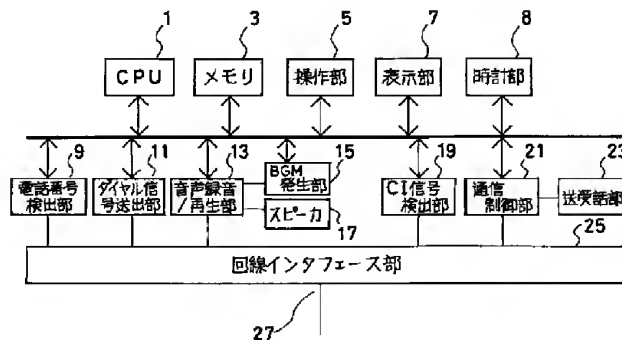 1
3
5
7
8
CPU
メモリ
操作部
表示部
時計部
9
11
13
15
19
21
23
電話番号
検出部
ダイヤル信
号送出部
音声録音
/再生部
BGM
発生部
スピーカ
17
CI信号
検出部
通信
制御部
送受話部
25
回線インタフェース部
27